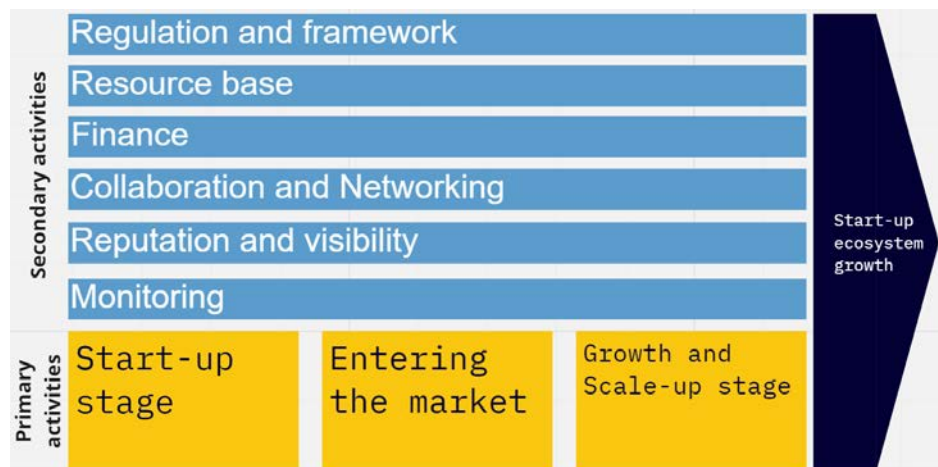 Secondary activities
Regulation and framework
Resource base
Finance
Collaboration and Networking
Reputation and visibility
Monitoring
Primary
activities
Start-up
stage
Entering
the market
Growth and
Scale-up stage
Start-up
ecosystem
growth